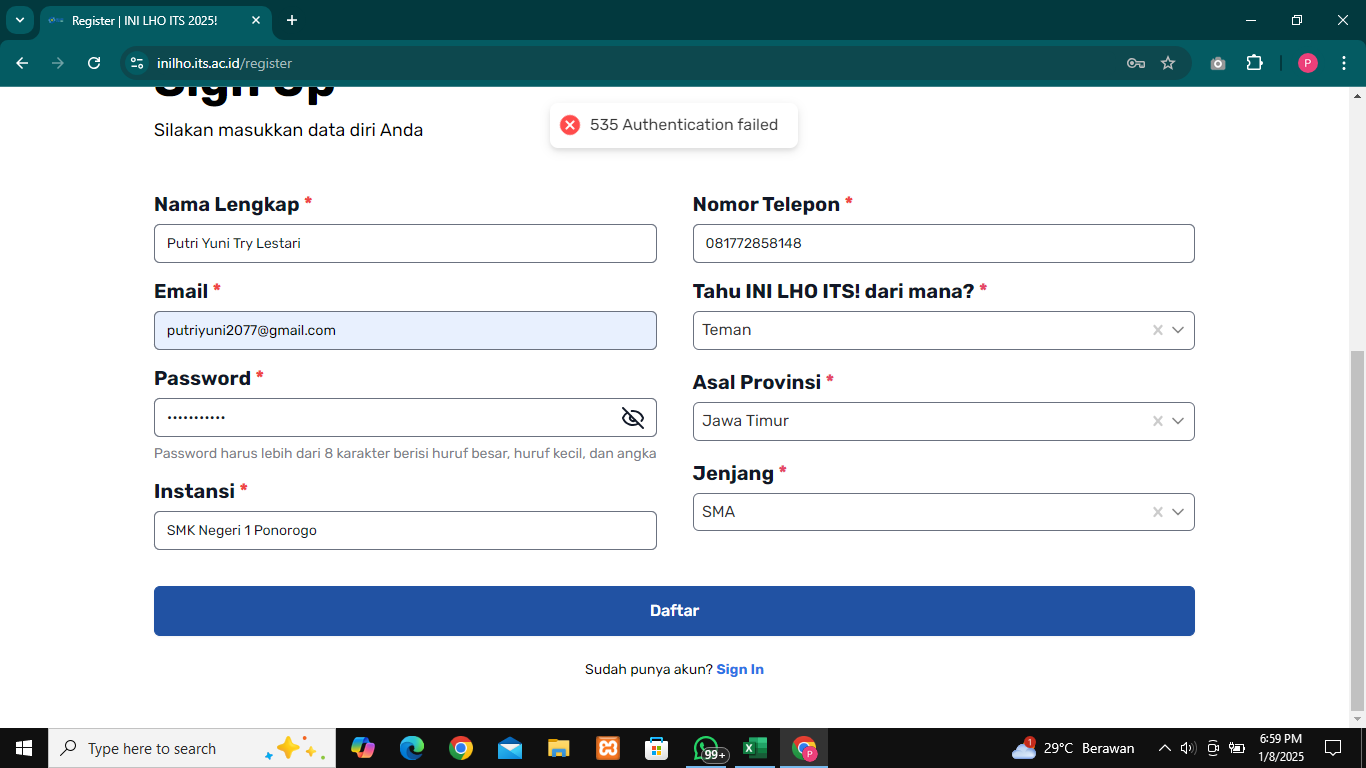 Register | INI LHO ITS 2025!
inilho.its.ac.id/register
P
Sign Up
Silakan masukkan data diri Anda
535 Authentication failed
Nama Lengkap *
Putri Yuni Try Lestari
Nomor Telepon *
081772858148
Email *
putriyuni2077@gmail.com
Tahu INI LHO ITS! dari mana? *
Teman
Password *
Password harus lebih dari 8 karakter berisi huruf besar, huruf kecil, dan angka
Asal Provinsi *
Jawa Timur
Instansi *
SMK Negeri 1 Ponorogo
Jenjang *
SMA
Daftar
Sudah punya akun? Sign In
Type here to search
99+
P
1
29°C Berawan
6:59 PM
1/8/2025